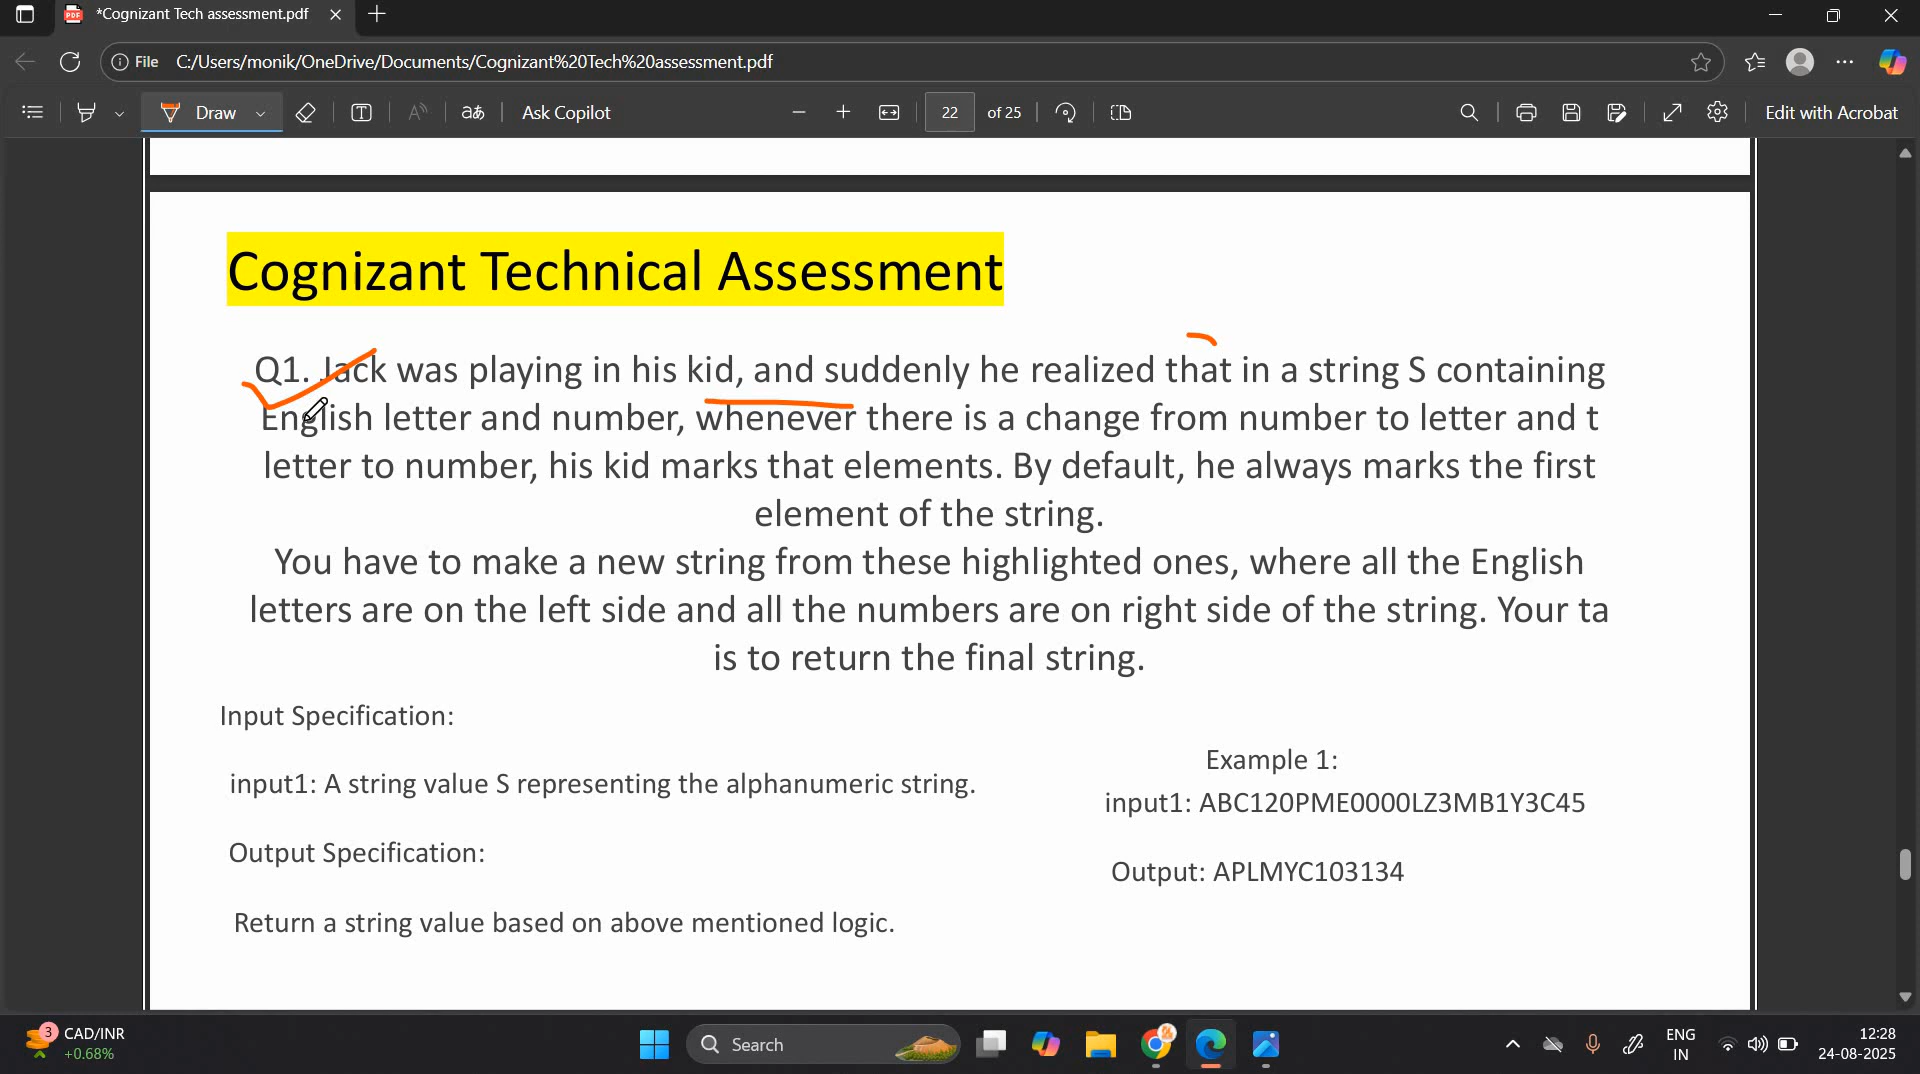 *Cognizant Tech assessment.pdf
File C:/Users/monik/OneDrive/Documents/Cognizant%20Tech%20assessment.pdf
Draw aあ Ask Copilot 22 of 25 Edit with Acrobat
Cognizant Technical Assessment
Q1. Jack was playing in his kid, and suddenly he realized that in a string S containing
English letter and number, whenever there is a change from number to letter and t
letter to number, his kid marks that elements. By default, he always marks the first
element of the string.
You have to make a new string from these highlighted ones, where all the English
letters are on the left side and all the numbers are on right side of the string. Your ta
is to return the final string.
Input Specification:
input1: A string value S representing the alphanumeric string.
Output Specification:
Return a string value based on above mentioned logic.
Example 1:
input1: ABC120PME0000LZ3MB1Y3C45
Output: APLMYC103134
3 CAD/INR
+0.68%
Search
ENG
IN
12:28
24-08-2025